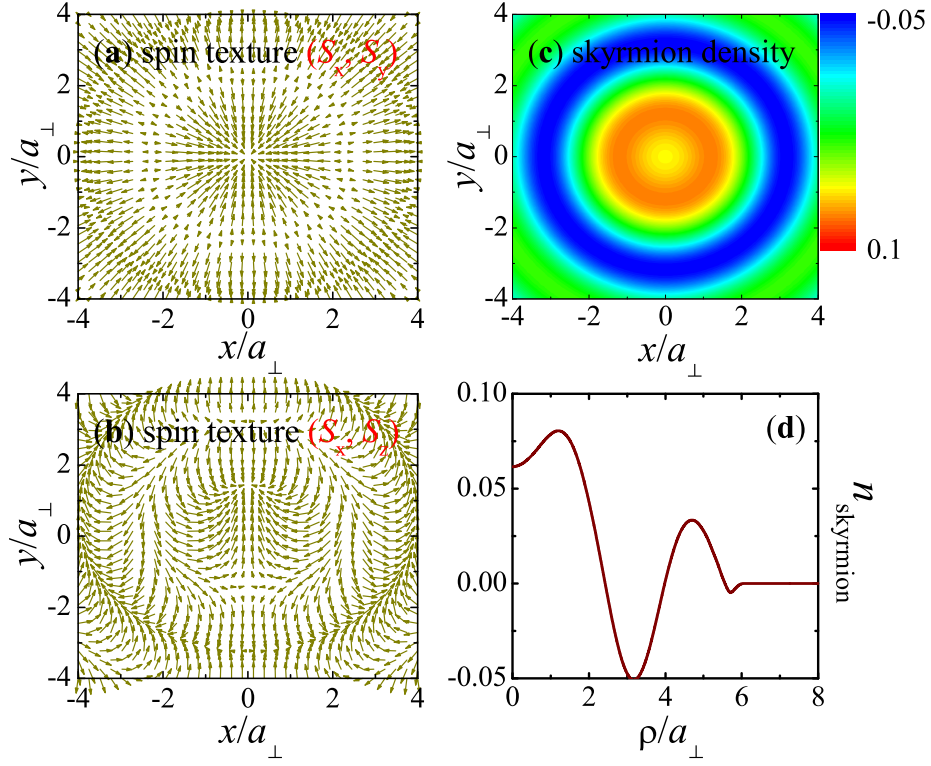 (a) spin texture (Sx, Sy)
y/a⊥
4
2
0
-2
-4
-4 -2 0 2 4
x/a⊥
(c) skyrmion density
y/a⊥
4
2
0
-2
-4
-4 -2 0 2 4
x/a⊥
-0.05
0.1
(b) spin texture (Sx, Sz)
y/a⊥
4
2
0
-2
-4
-4 -2 0 2 4
x/a⊥
(d)
0.10
0.05
0.00
-0.05
0 2 4 6 8
ρ/a⊥
nskyrmion